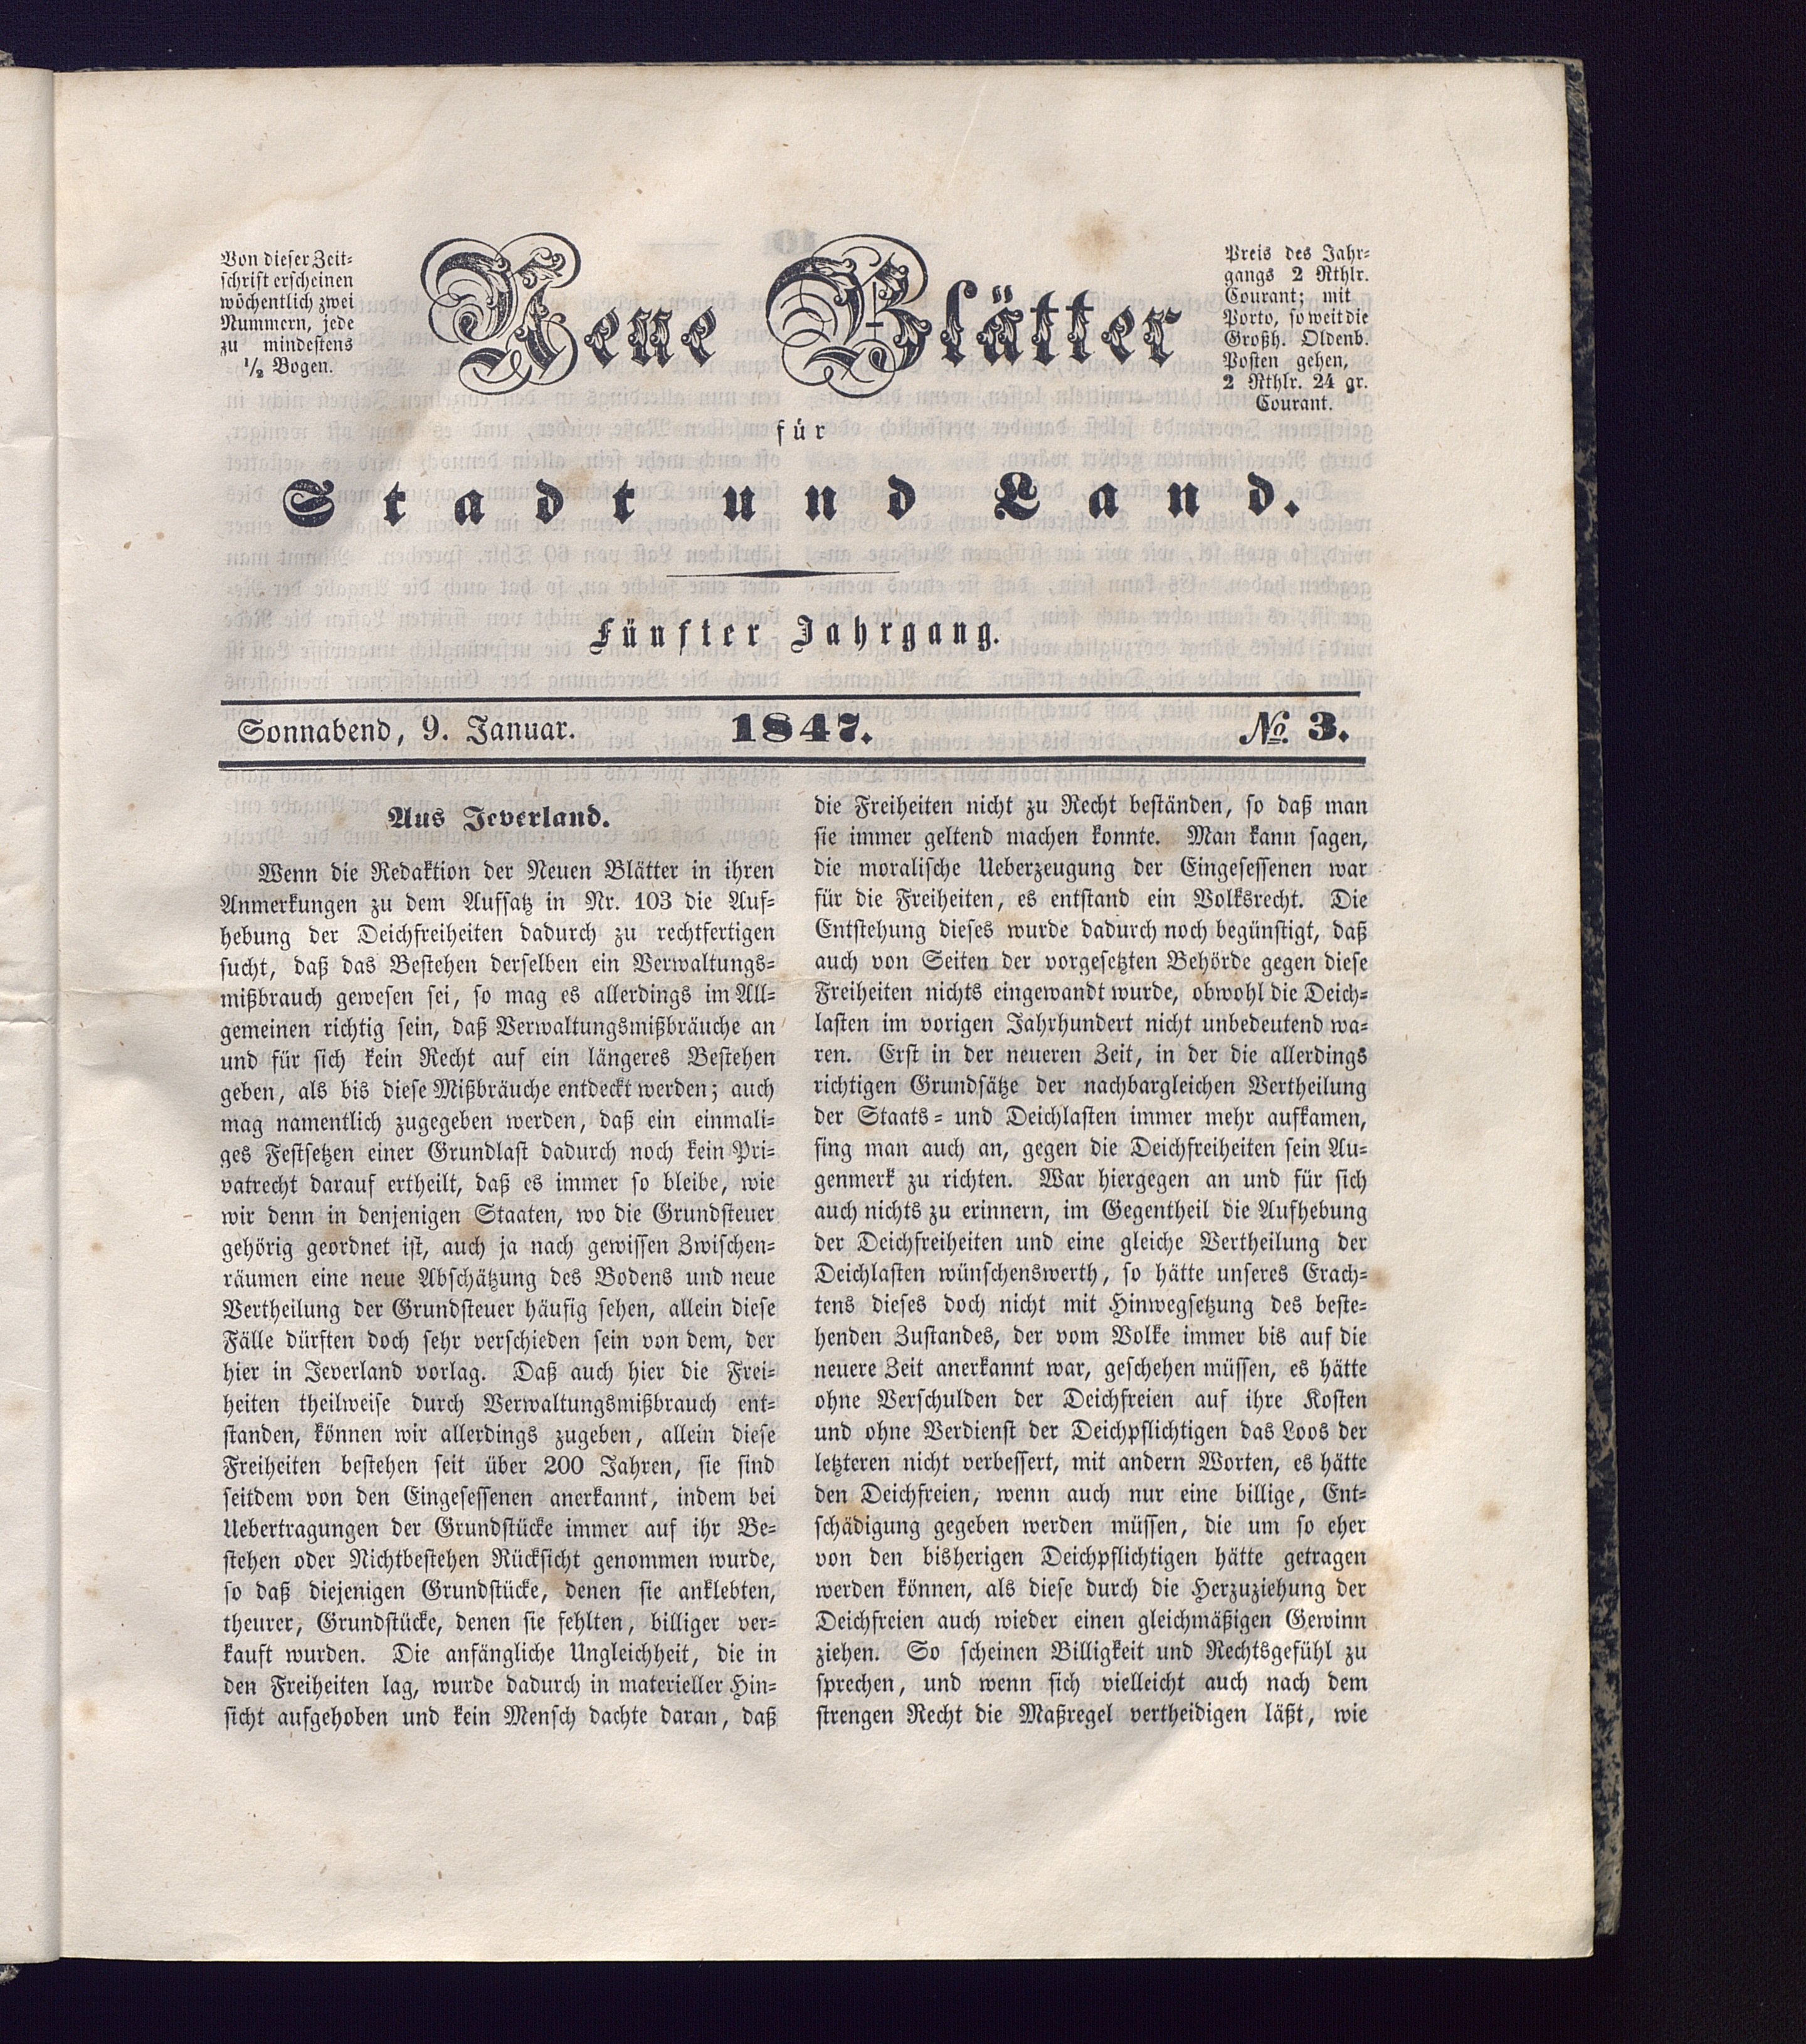 Von dieser Zeit-
schrift erscheinen
wöchentlich zwei
Nummern, jede
zu mindestens
1/2 Bogen.
Neue Blätter
für
Stadt und Land.
Preis des Jahr-
gangs 2 Rthlr.
Courant; mit
Porto, so weit die
Großh. Oldenb.
Posten gehen,
2 Rthlr. 24 gr.
Courant.
Fünfter Jahrgang.
Sonnabend, 9. Januar. 1847. № 3.
Aus Jeverland.
Wenn die Redaktion der Neuen Blätter in ihren
Anmerkungen zu dem Aufsatz in Nr. 103 die Auf-
hebung der Deichfreiheiten dadurch zu rechtfertigen
sucht, daß das Bestehen derselben ein Verwaltungs-
mißbrauch gewesen sei, so mag es allerdings im All-
gemeinen richtig sein, daß Verwaltungsmißbräuche an
und für sich kein Recht auf ein längeres Bestehen
geben, als bis diese Mißbräuche entdeckt werden; auch
mag namentlich zugegeben werden, daß ein einmali-
ges Festsetzen einer Grundlast dadurch noch kein Pri-
vatrecht darauf ertheilt, daß es immer so bleibe, wie
wir denn in denjenigen Staaten, wo die Grundsteuer
gehörig geordnet ist, auch ja nach gewissen Zwischen-
räumen eine neue Abschätzung des Bodens und neue
Vertheilung der Grundsteuer häufig sehen, allein diese
Fälle dürften doch sehr verschieden sein von dem, der
hier in Jeverland vorlag. Daß auch hier die Frei-
heiten theilweise durch Verwaltungsmißbrauch ent-
standen, können wir allerdings zugeben, allein diese
Freiheiten bestehen seit über 200 Jahren, sie sind
seitdem von den Eingesessenen anerkannt, indem bei
Uebertragungen der Grundstücke immer auf ihr Be-
stehen oder Nichtbestehen Rücksicht genommen wurde,
so daß diejenigen Grundstücke, denen sie anklebten,
theurer, Grundstücke, denen sie fehlten, billiger ver-
kauft wurden. Die anfängliche Ungleichheit, die in
den Freiheiten lag, wurde dadurch in materieller Hin-
sicht aufgehoben und kein Mensch dachte daran, daß
die Freiheiten nicht zu Recht beständen, so daß man
sie immer geltend machen konnte. Man kann sagen,
die moralische Ueberzeugung der Eingesessenen war
für die Freiheiten, es entstand ein Volksrecht. Die
Entstehung dieses wurde dadurch noch begünstigt, daß
auch von Seiten der vorgesetzten Behörde gegen diese
Freiheiten nichts eingewandt wurde, obwohl die Deich-
lasten im vorigen Jahrhundert nicht unbedeutend wa-
ren. Erst in der neueren Zeit, in der die allerdings
richtigen Grundsätze der nachbargleichen Vertheilung
der Staats- und Deichlasten immer mehr aufkamen,
fing man auch an, gegen die Deichfreiheiten sein Au-
genmerk zu richten. War hiergegen an und für sich
auch nichts zu erinnern, im Gegentheil die Aufhebung
der Deichfreiheiten und eine gleiche Vertheilung der
Deichlasten wünschenswerth, so hätte unseres Erach-
tens dieses doch nicht mit Hinwegsetzung des beste-
henden Zustandes, der vom Volke immer bis auf die
neuere Zeit anerkannt war, geschehen müssen, es hätte
ohne Verschulden der Deichfreien auf ihre Kosten
und ohne Verdienst der Deichpflichtigen das Loos der
letzteren nicht verbessert, mit andern Worten, es hätte
den Deichfreien, wenn auch nur eine billige, Ent-
schädigung gegeben werden müssen, die um so eher
von den bisherigen Deichpflichtigen hätte getragen
werden können, als diese durch die Herzuziehung der
Deichfreien auch wieder einen gleichmäßigen Gewinn
ziehen. So scheinen Billigkeit und Rechtsgefühl zu
sprechen, und wenn sich vielleicht auch nach dem
strengen Recht die Maßregel vertheidigen läßt, wie